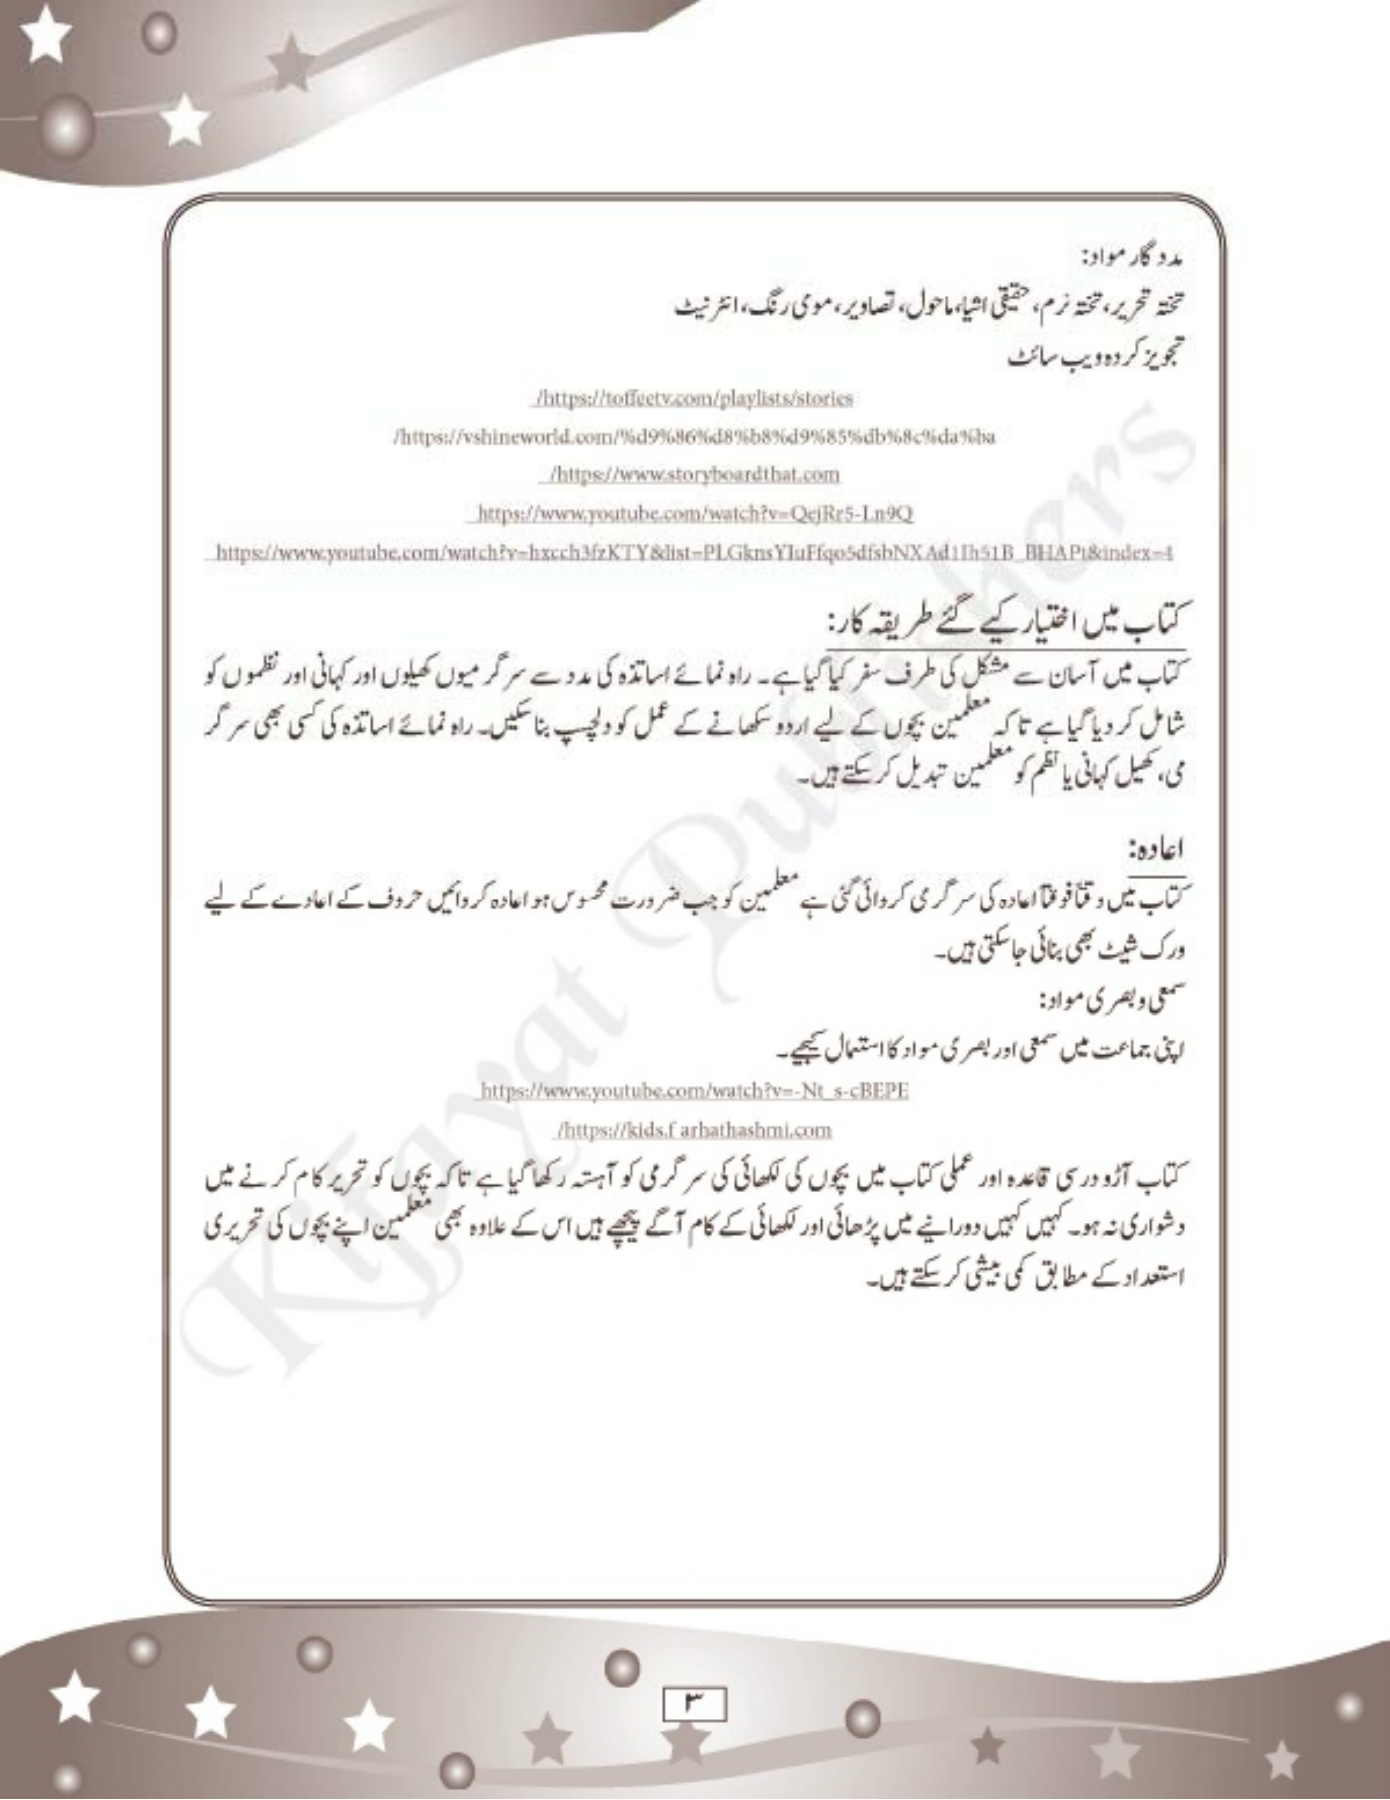 مددگار مواد:
تختۂ تحریر، تختۂ نرم، حقیقی اشیا، ماحول، تصاویر، مومی رنگ، انٹرنیٹ
تجویز کردہ ویب سائٹ
/https://toffeetv.com/playlists/stories
/https://vshineworld.com/%d9%86%d8%b8%d9%85%db%8c%da%ba
/https://www.storyboardthat.com
https://www.youtube.com/watch?v=QejRr5-Ln9Q
https://www.youtube.com/watch?v=hxcch3fzKTY&list=PLGknsYIuFfqo5dfsbNXAd1Ih51B_BHAPt&index=4
کتاب میں اختیار کیے گئے طریقہ کار:
کتاب میں آسان سے مشکل کی طرف سفر کیا گیا ہے۔ راہ نمائے اساتذہ کی مدد سے سرگرمیوں کھیلوں اور کہانی اور نظموں کو
شامل کر دیا گیا ہے تاکہ معلمین بچوں کے لیے اردو سکھانے کے عمل کو دلچسپ بنا سکیں۔ راہ نمائے اساتذہ کی کسی بھی سرگر
می، کھیل کہانی یا نظم کو معلمین تبدیل کر سکتے ہیں۔
اعادہ:
کتاب میں وقتاً فوقتاً اعادہ کی سرگرمی کروائی گئی ہے معلمین کو جب ضرورت محسوس ہو اعادہ کروائیں حروف کے اعادے کے لیے
ورک شیٹ بھی بنائی جا سکتی ہیں۔
سمعی و بصری مواد:
اپنی جماعت میں سمعی اور بصری مواد کا استعمال کیجیے۔
https://www.youtube.com/watch?v=-Nt_s-cBEPE
/https://kids.f arhathashmi.com
کتاب آڑو درسی قاعدہ اور عملی کتاب میں بچوں کی لکھائی کی سرگرمی کو آہستہ رکھا گیا ہے تاکہ بچوں کو تحریر کام کرنے میں
دشواری نہ ہو۔ کہیں کہیں دورانیے میں پڑھائی اور لکھائی کے کام آگے پیچھے ہیں اس کے علاوہ بھی معلمین اپنے بچوں کی تحریری
استعداد کے مطابق کمی بیشی کر سکتے ہیں۔
Kifayat Publishers
۳